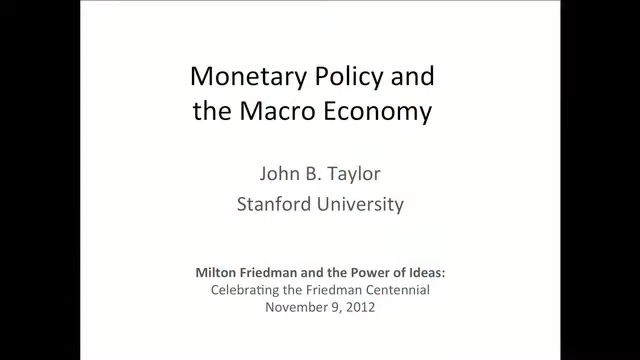 Monetary Policy and
the Macro Economy
John B. Taylor
Stanford University
Milton Friedman and the Power of Ideas:
Celebrating the Friedman Centennial
November 9, 2012